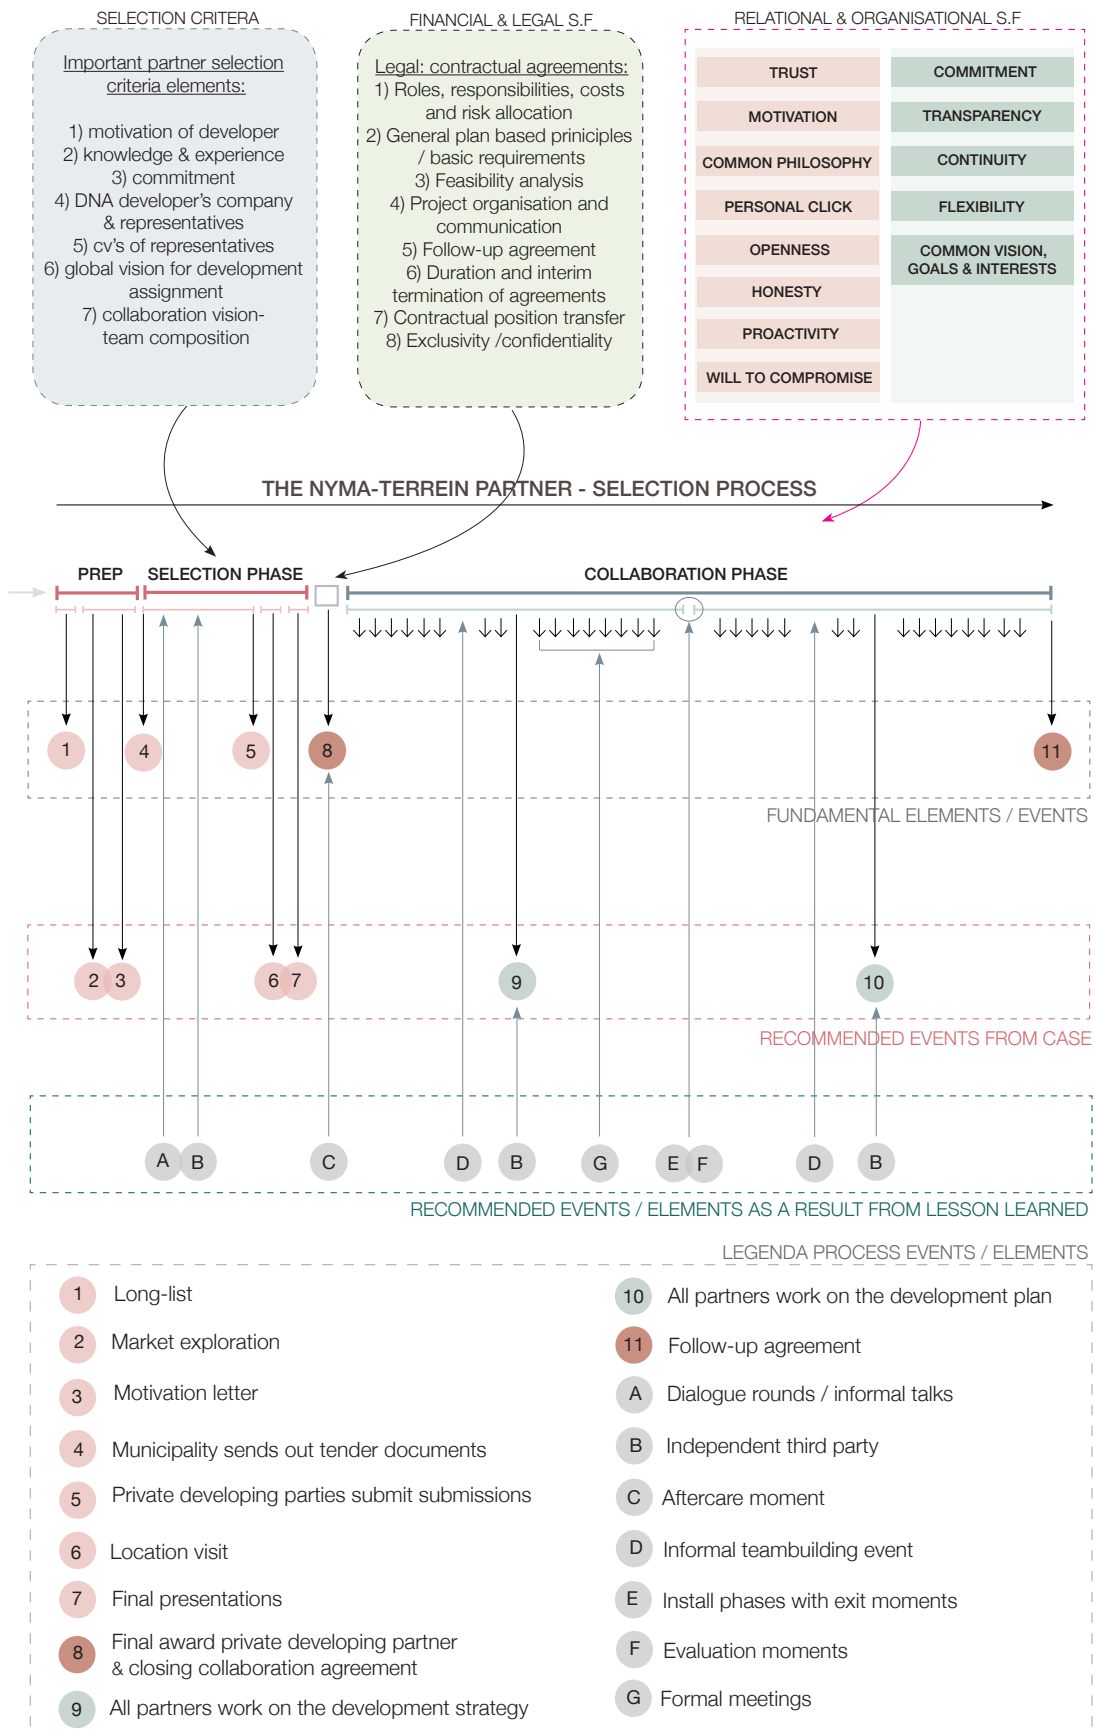 SELECTION CRITERIA
Important partner selection
criteria elements:
1) motivation of developer
2) knowledge & experience
3) commitment
4) DNA developer's company
& representatives
5) cv's of representatives
6) global vision for development
assignment
7) collaboration vision-
team composition
FINANCIAL & LEGAL S.F
Legal: contractual agreements:
1) Roles, responsibilities, costs
and risk allocation
2) General plan based priniciples
/ basic requirements
3) Feasibility analysis
4) Project organisation and
communication
5) Follow-up agreement
6) Duration and interim
termination of agreements
7) Contractual position transfer
8) Exclusivity /confidentiality
RELATIONAL & ORGANISATIONAL S.F
TRUST
MOTIVATION
COMMON PHILOSOPHY
PERSONAL CLICK
OPENNESS
HONESTY
PROACTIVITY
WILL TO COMPROMISE
COMMITMENT
TRANSPARENCY
CONTINUITY
FLEXIBILITY
COMMON VISION,
GOALS & INTERESTS
THE NYMA-TERREIN PARTNER - SELECTION PROCESS
PREP
SELECTION PHASE
COLLABORATION PHASE
1
4
5
8
11
FUNDAMENTAL ELEMENTS / EVENTS
2
3
6
7
9
10
RECOMMENDED EVENTS FROM CASE
A
B
C
D
B
G
E
F
D
B
RECOMMENDED EVENTS / ELEMENTS AS A RESULT FROM LESSON LEARNED
LEGENDA PROCESS EVENTS / ELEMENTS
1 Long-list
2 Market exploration
3 Motivation letter
4 Municipality sends out tender documents
5 Private developing parties submit submissions
6 Location visit
7 Final presentations
8 Final award private developing partner
& closing collaboration agreement
9 All partners work on the development strategy
10 All partners work on the development plan
11 Follow-up agreement
A Dialogue rounds / informal talks
B Independent third party
C Aftercare moment
D Informal teambuilding event
E Install phases with exit moments
F Evaluation moments
G Formal meetings